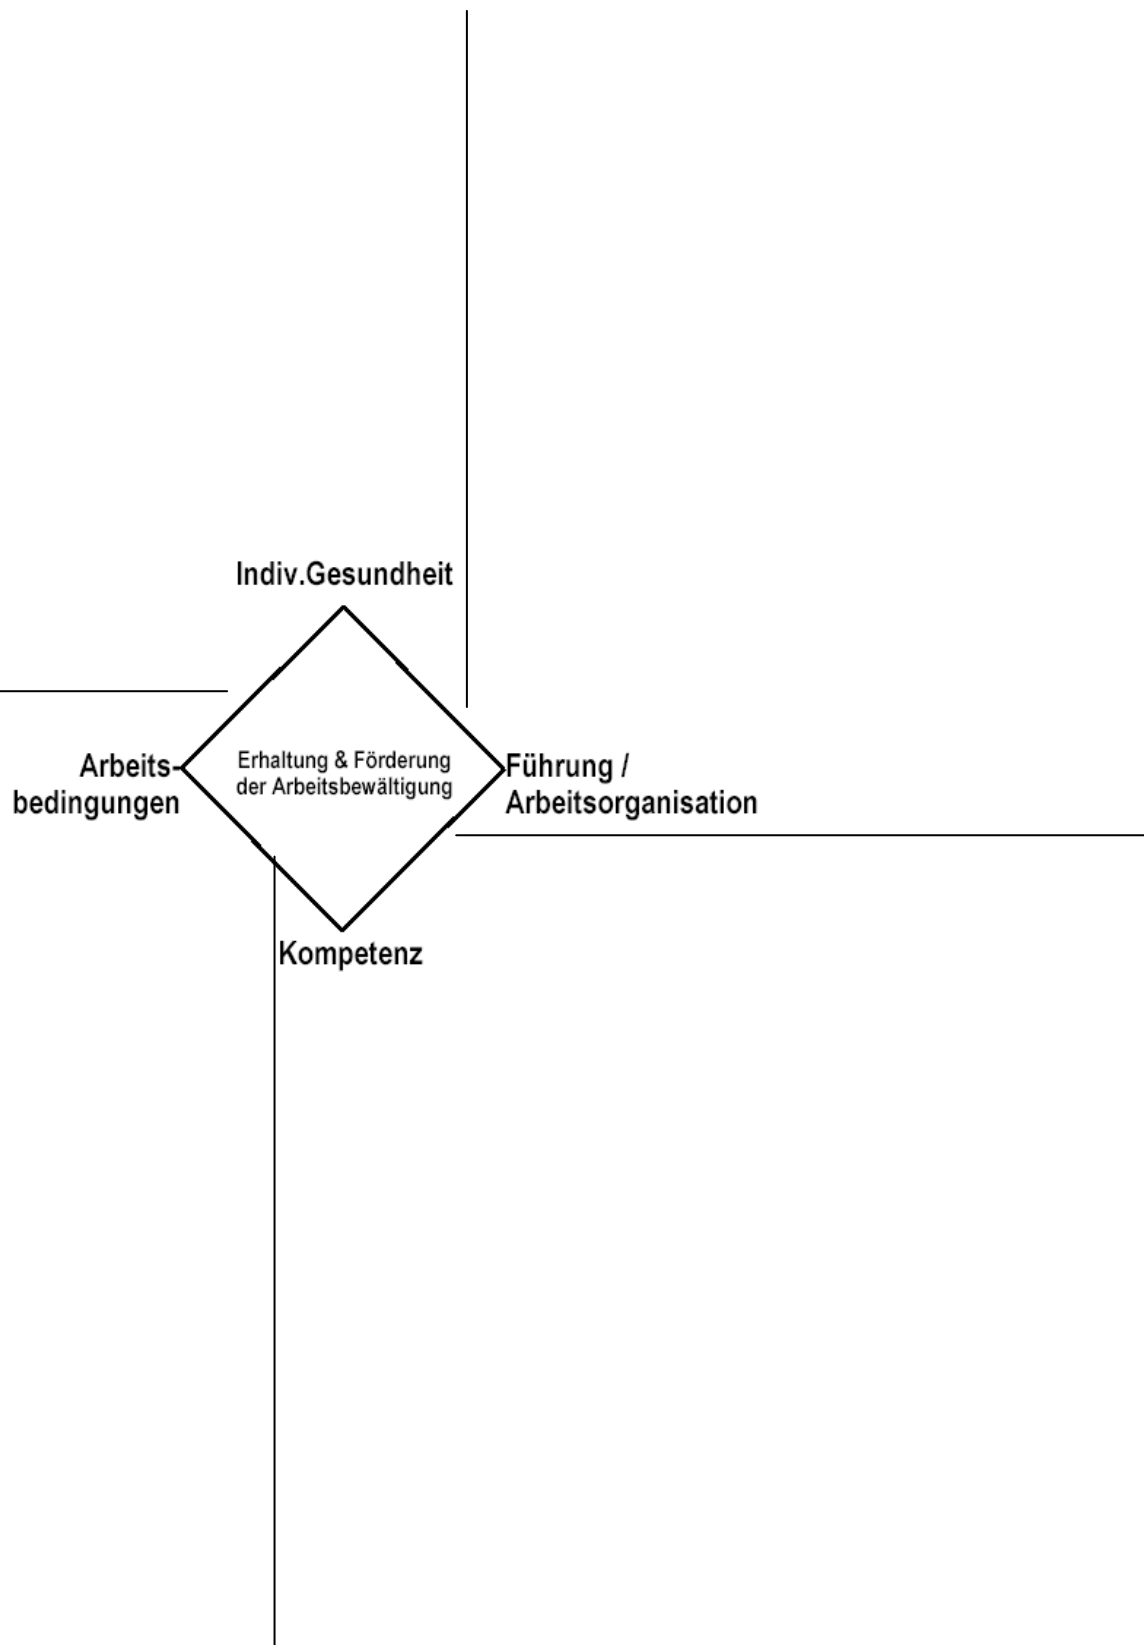 Indiv.Gesundheit
Arbeits-
bedingungen
Erhaltung & Förderung
der Arbeitsbewältigung
Führung /
Arbeitsorganisation
Kompetenz